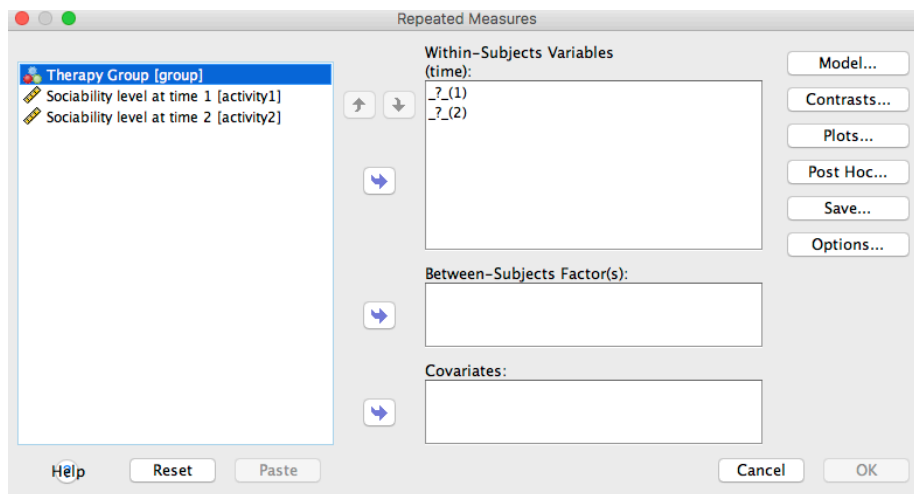 Repeated Measures
Therapy Group [group]
Sociability level at time 1 [activity1]
Sociability level at time 2 [activity2]
Within-Subjects Variables
(time):
_?_(1)
_?_(2)
Between-Subjects Factor(s):
Covariates:
Model...
Contrasts...
Plots...
Post Hoc...
Save...
Options...
Help
Reset
Paste
Cancel
OK